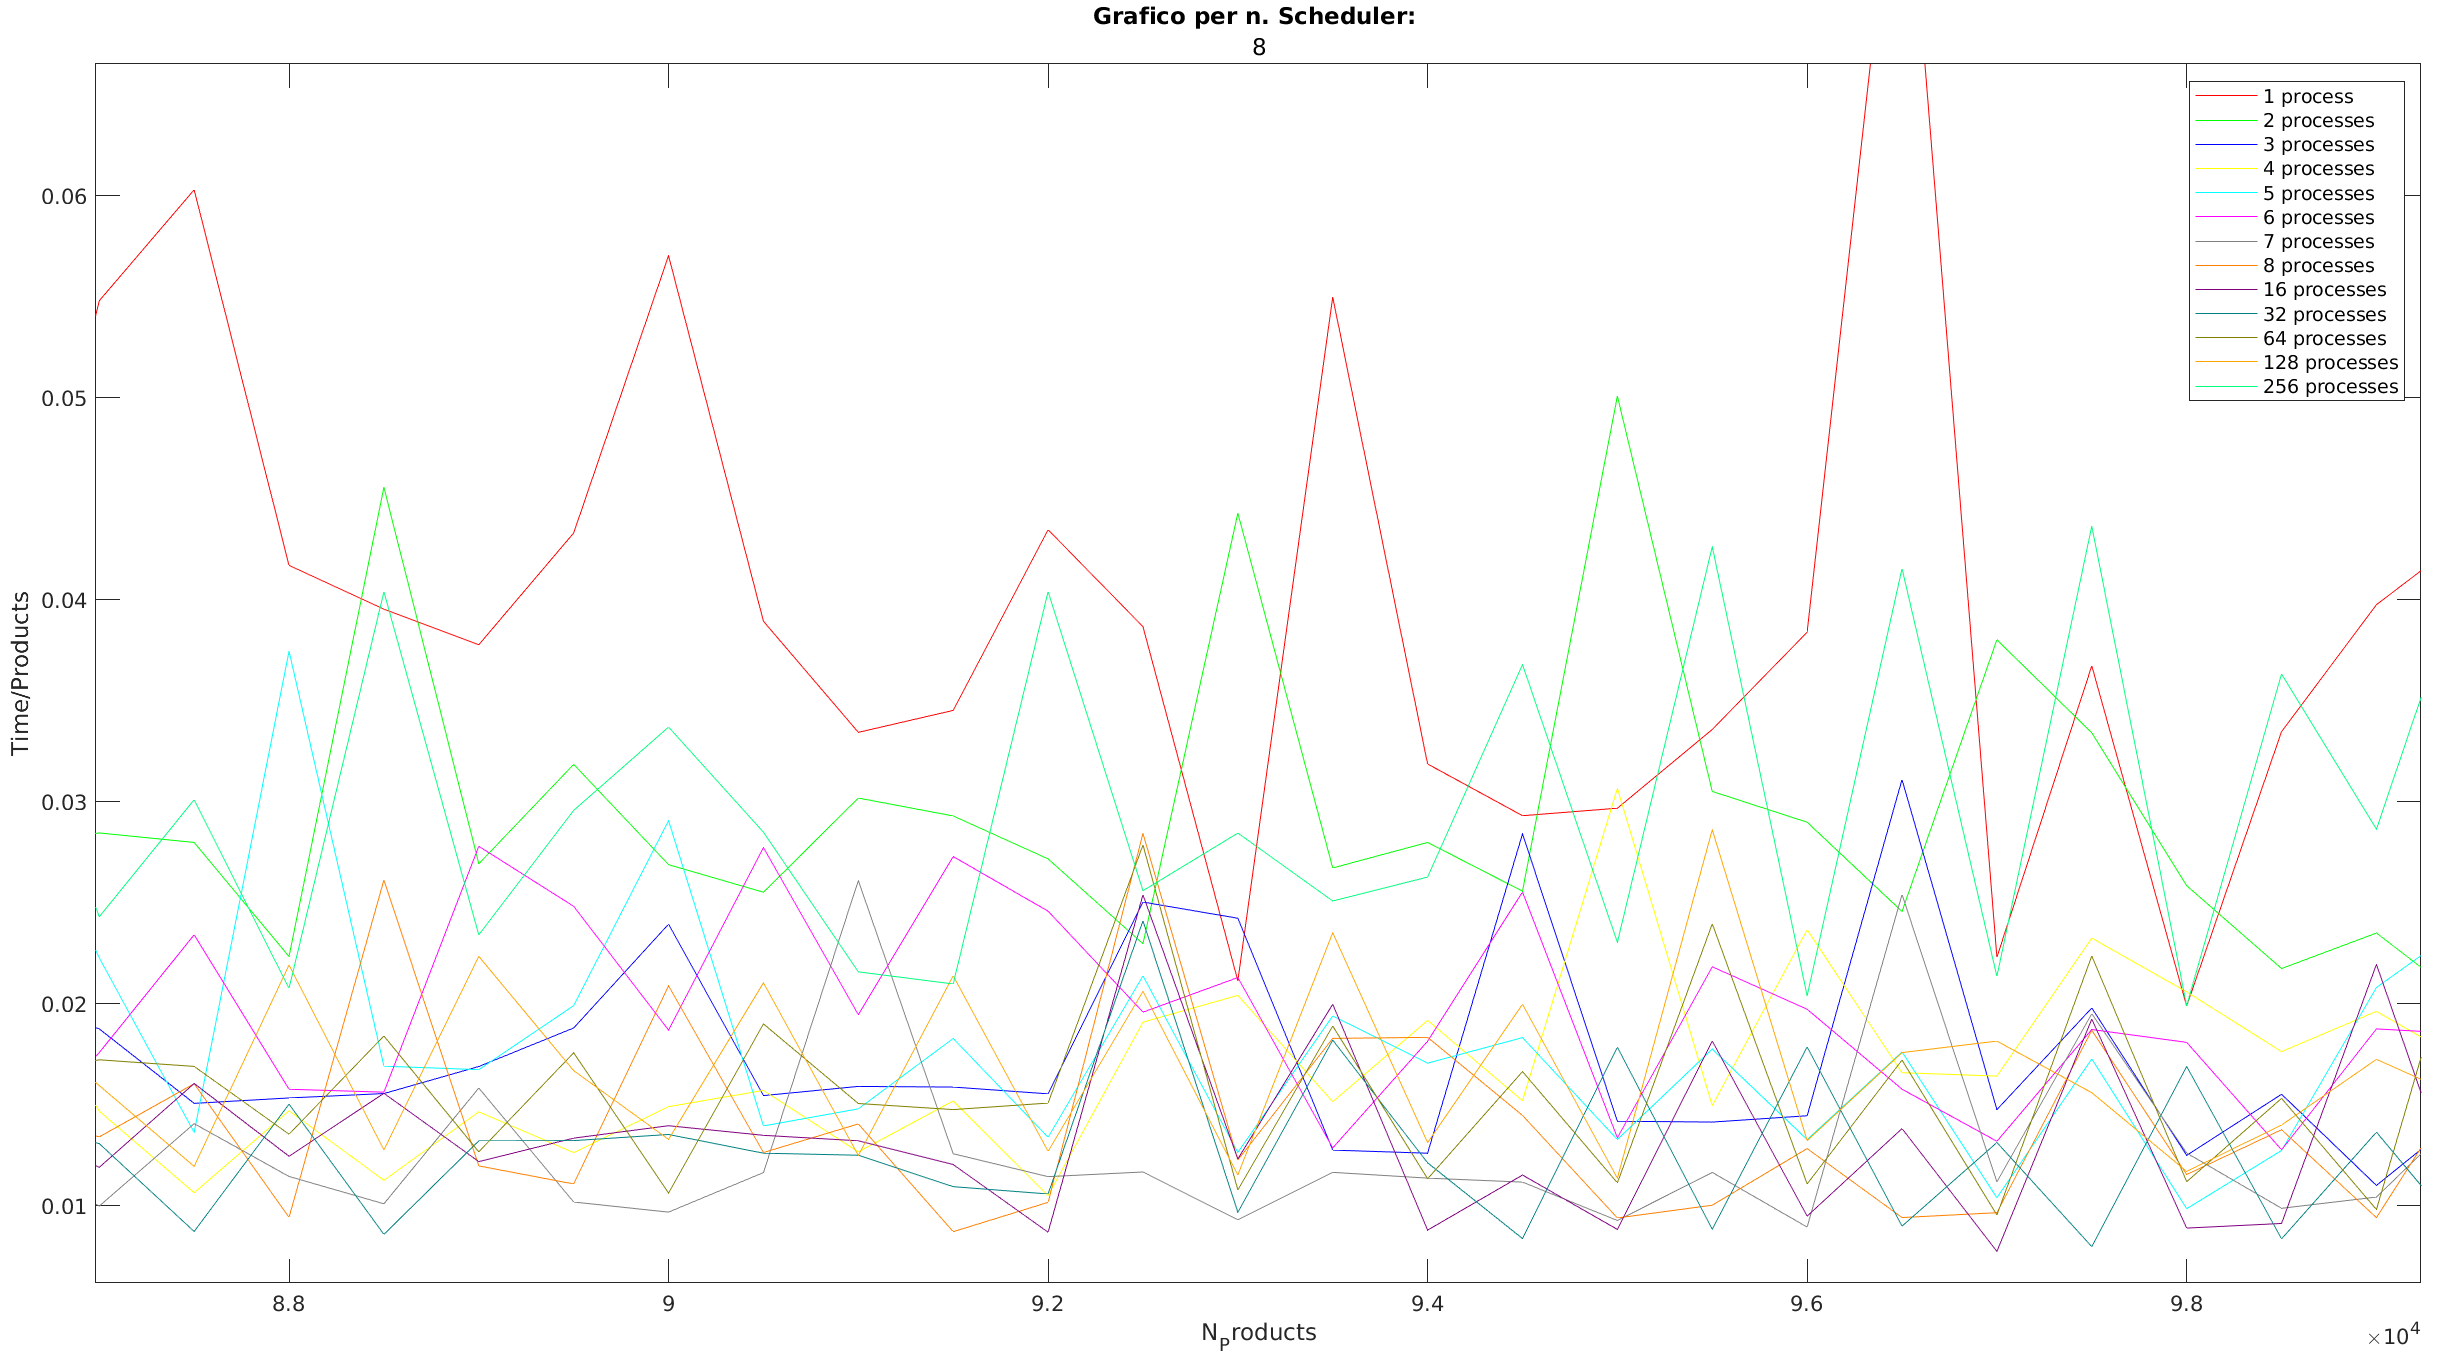 Grafico per n. Scheduler:
8
1 process
2 processes
3 processes
4 processes
5 processes
6 processes
7 processes
8 processes
16 processes
32 processes
64 processes
128 processes
256 processes
0.06
0.05
0.04
0.03
0.02
0.01
Time/Products
8.8
9
9.2
9.4
9.6
9.8
×10⁴
N_Products